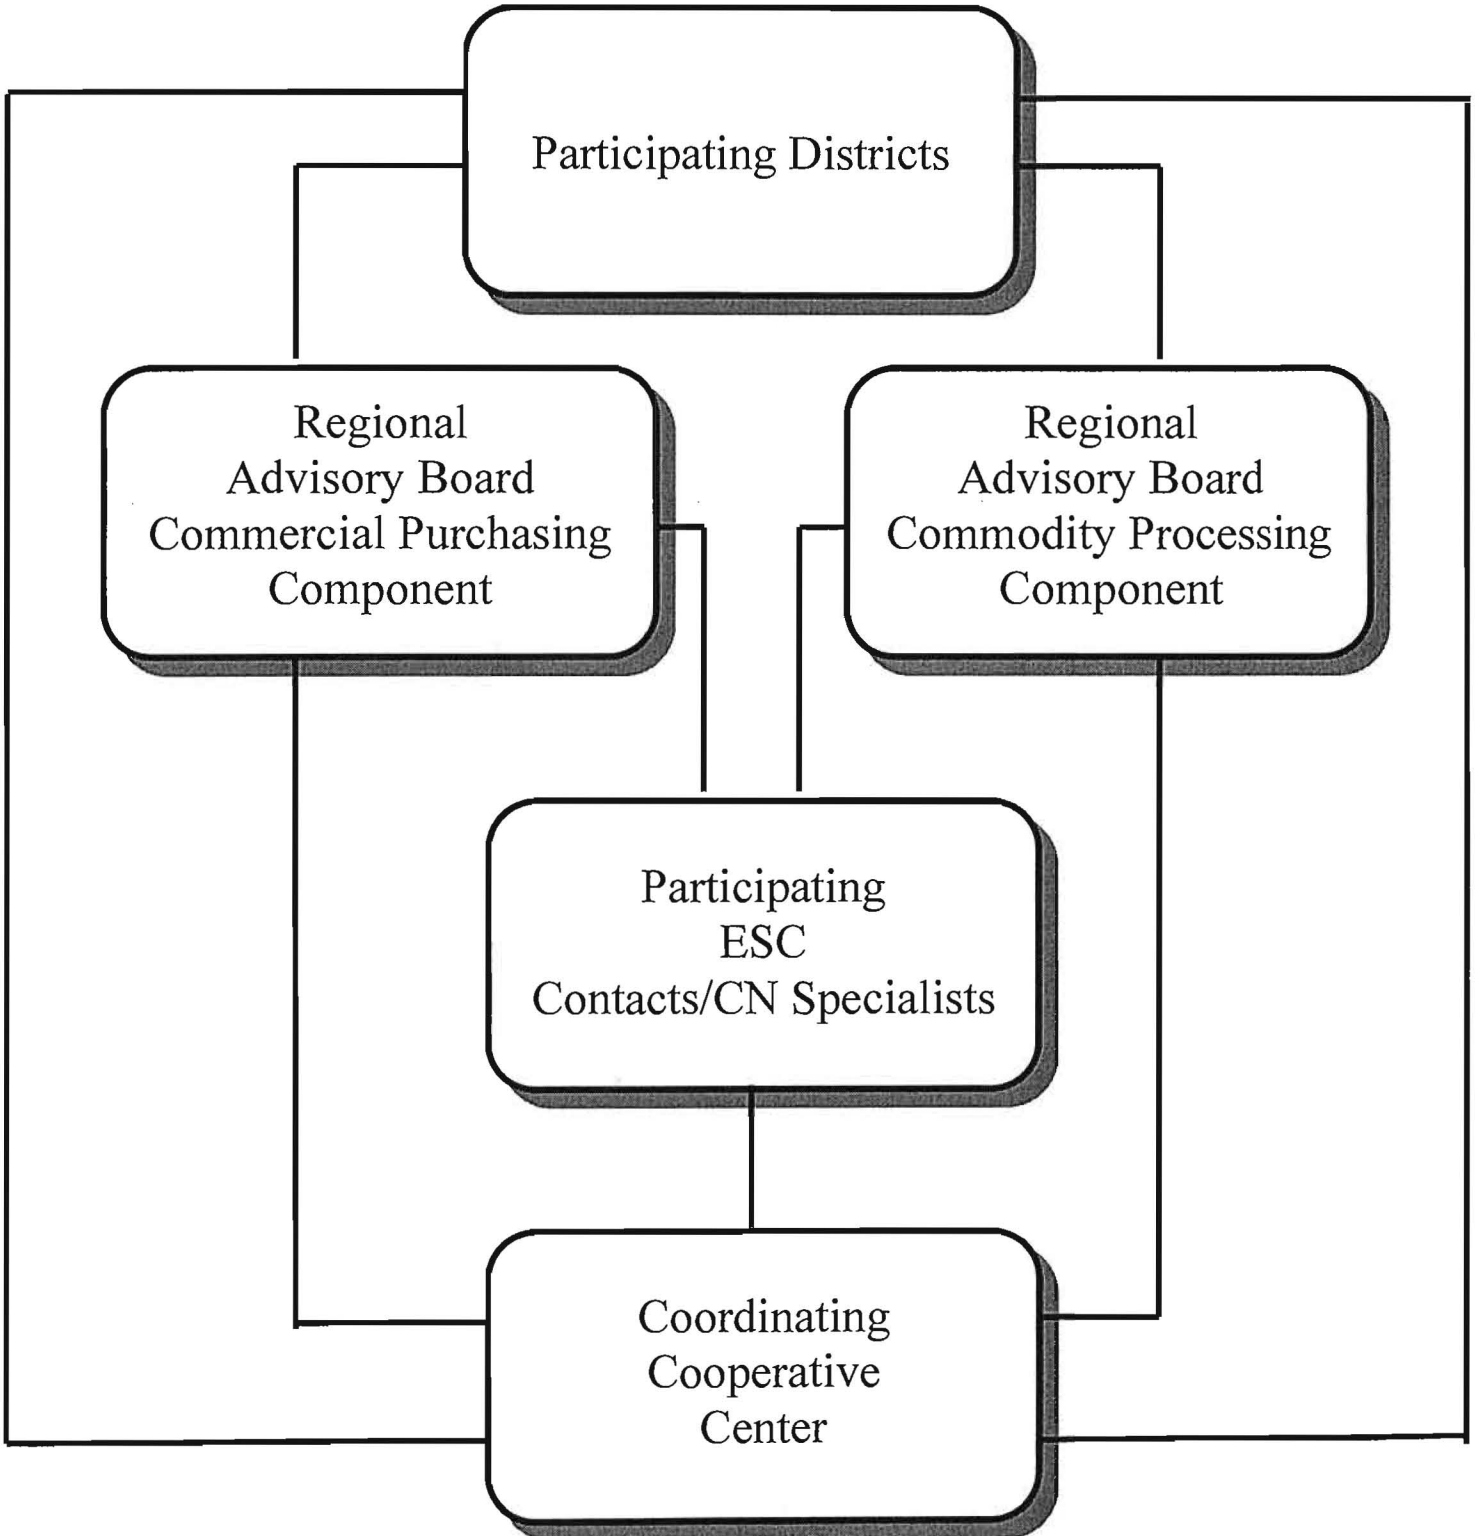 Participating Districts
Regional
Advisory Board
Commercial Purchasing
Component
Regional
Advisory Board
Commodity Processing
Component
Participating
ESC
Contacts/CN Specialists
Coordinating
Cooperative
Center